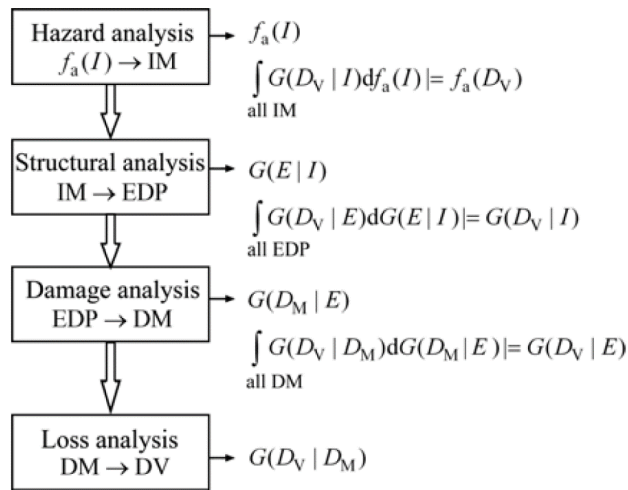 Hazard analysis
fa(I) → IM
fa(I)
∫ G(DV | I)dfa(I)|= fa(DV)
all IM
Structural analysis
IM → EDP
G(E | I)
∫ G(DV | E)dG(E | I)|= G(DV | I)
all EDP
Damage analysis
EDP → DM
G(DM | E)
∫ G(DV | DM)dG(DM | E)|= G(DV | E)
all DM
Loss analysis
DM → DV
G(DV | DM)